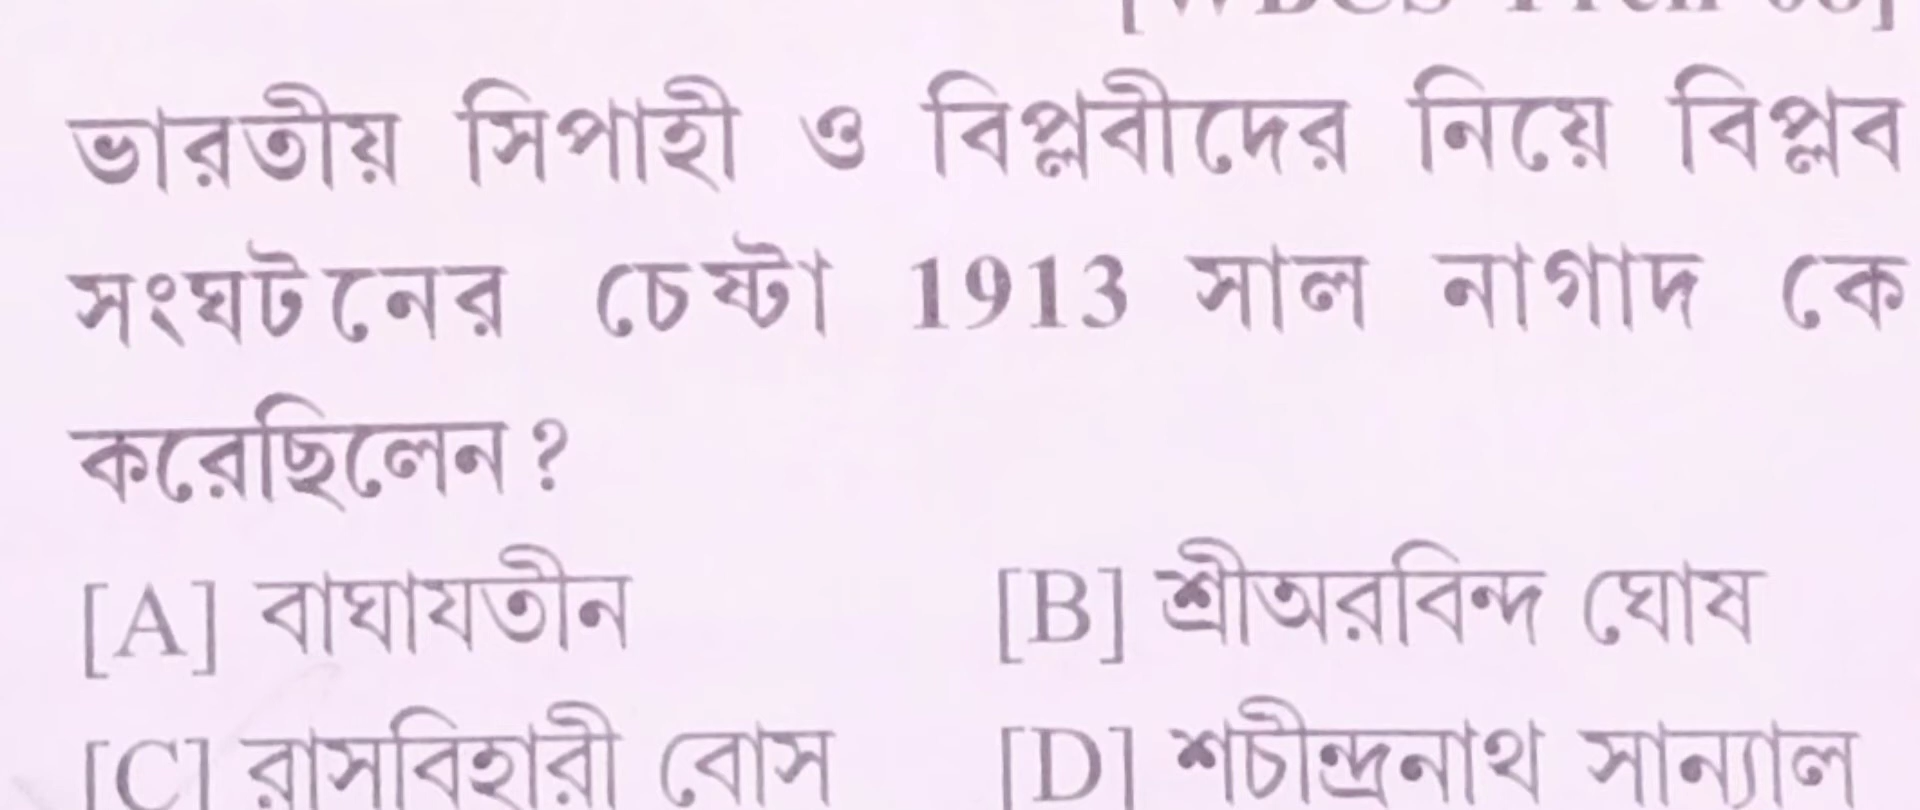 ভারতীয় সিপাহী ও বিপ্লবীদের নিয়ে বিপ্লব
সংঘটনের চেষ্টা 1913 সাল নাগাদ কে
করেছিলেন?
[A] বাঘাযতীন [B] শ্রীঅরবিন্দ ঘোষ
[C] রাসবিহারী বোস [D] শচীন্দ্রনাথ সান্যাল